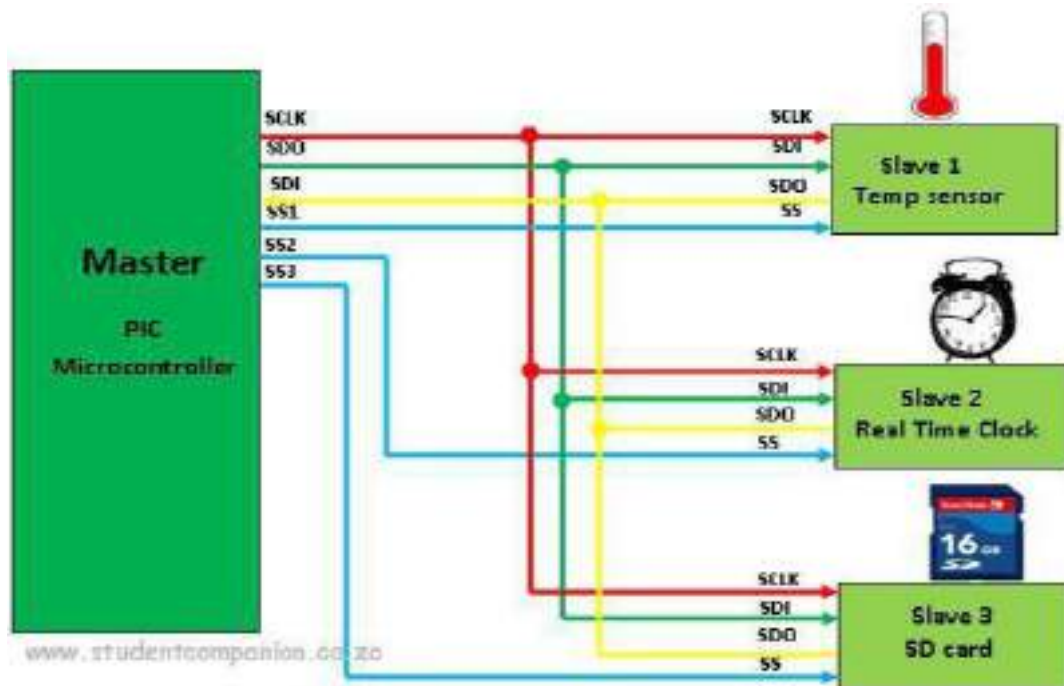 SCLK
SDO
SDI
SS1
SS2
SS3
Master
PIC
Microcontroller
SCLK
SDI
SDO
SS
Slave 1
Temp sensor
SCLK
SDI
SDO
SS
Slave 2
Real Time Clock
16 GB
SCLK
SDI
SDO
SS
Slave 3
SD card
www.studentcompanion.co.za